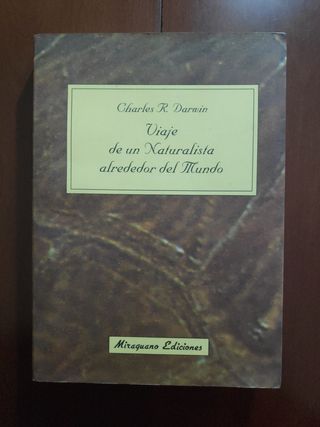 Charles R. Darwin
Viaje
de un Naturalista
alrededor del Mundo
Miraguano Ediciones